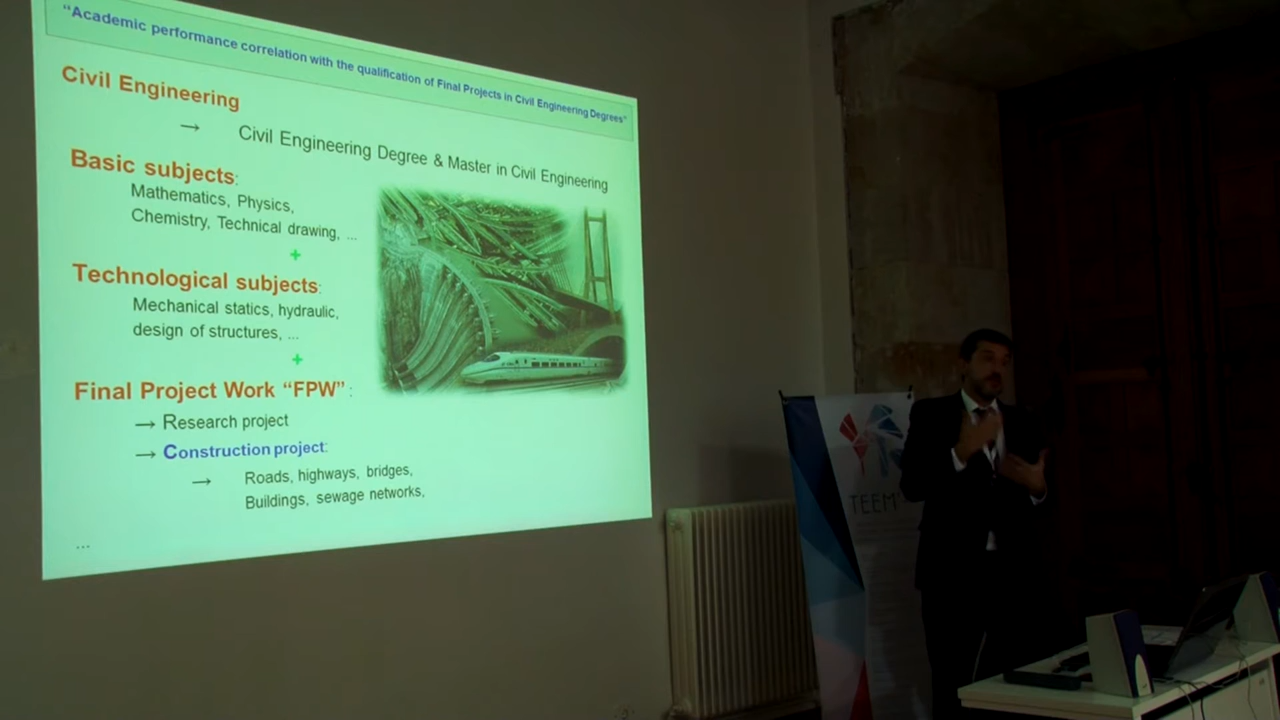 “Academic performance correlation with the qualification of Final Projects in Civil Engineering Degrees”
Civil Engineering
→ Civil Engineering Degree & Master in Civil Engineering
Basic subjects:
Mathematics, Physics,
Chemistry, Technical drawing, ...
+
Technological subjects:
Mechanical statics, hydraulic,
design of structures, ...
+
Final Project Work “FPW” :
→ Research project
→ Construction project:
→ Roads, highways, bridges,
Buildings, sewage networks,
...
TEEM'